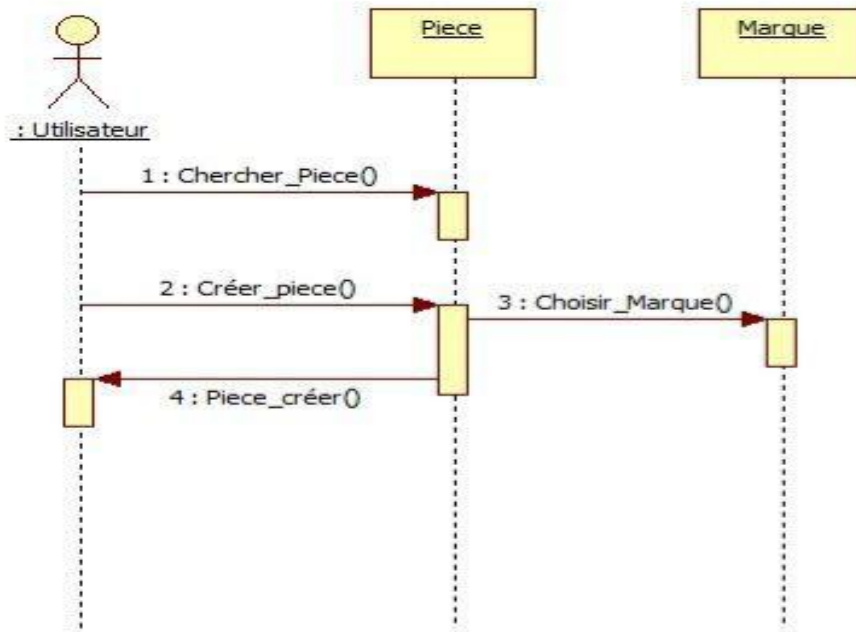 Piece
Marque
: Utilisateur
1 : Chercher_Piece()
2 : Créer_piece()
3 : Choisir_Marque()
4 : Piece_créer()